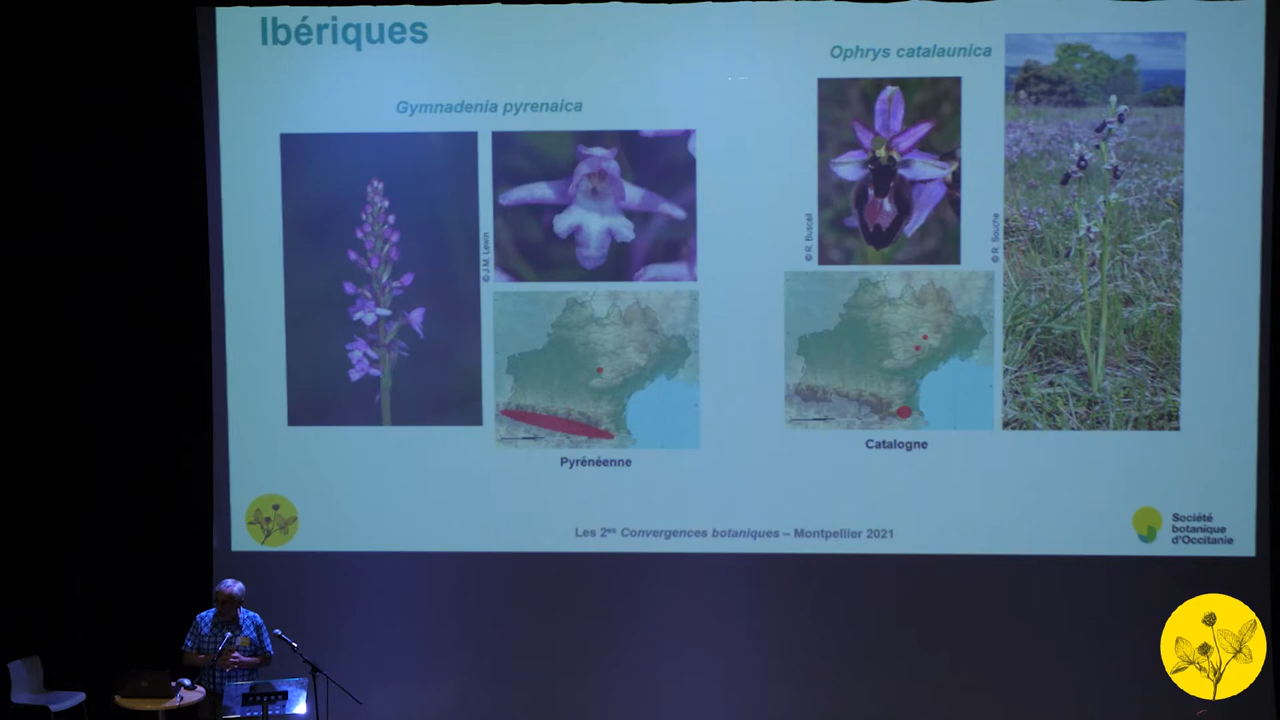 Ibériques
Gymnadenia pyrenaica
© J.M. Lewin
Pyrénéenne
Ophrys catalaunica
© R. Buscail
© R. Souche
Catalogne
Les 2es Convergences botaniques – Montpellier 2021
Société
botanique
d'Occitanie